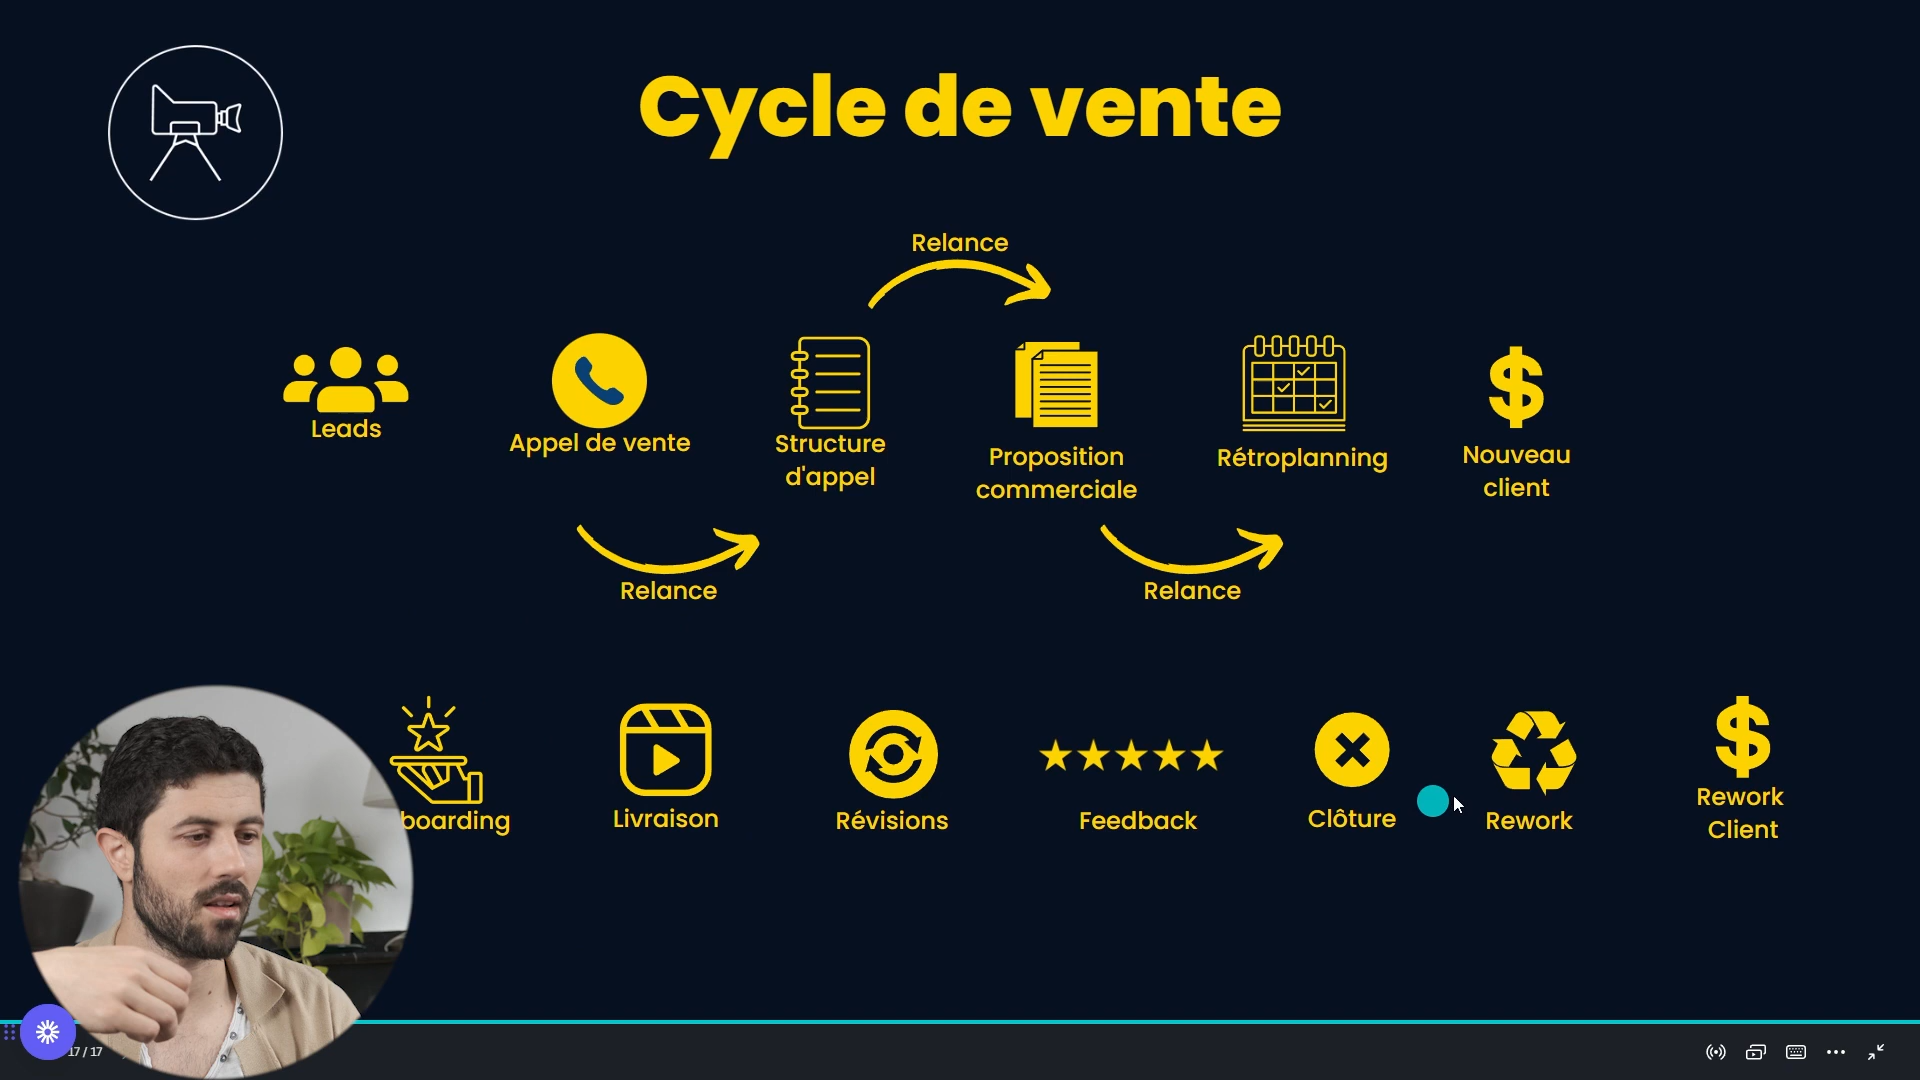 Cycle de vente
Relance
Leads
Appel de vente
Structure
d'appel
Proposition
commerciale
Rétroplanning
Nouveau
client
Relance
Relance
boarding
Livraison
Révisions
Feedback
Clôture
Rework
Rework
Client
17 / 17